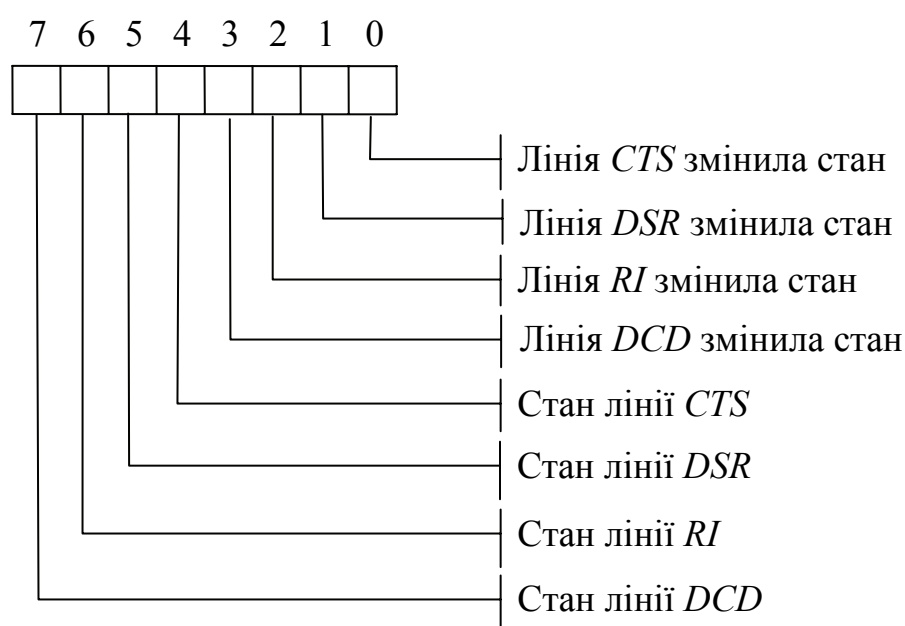 7 6 5 4 3 2 1 0
Лінія CTS змінила стан
Лінія DSR змінила стан
Лінія RI змінила стан
Лінія DCD змінила стан
Стан лінії CTS
Стан лінії DSR
Стан лінії RI
Стан лінії DCD